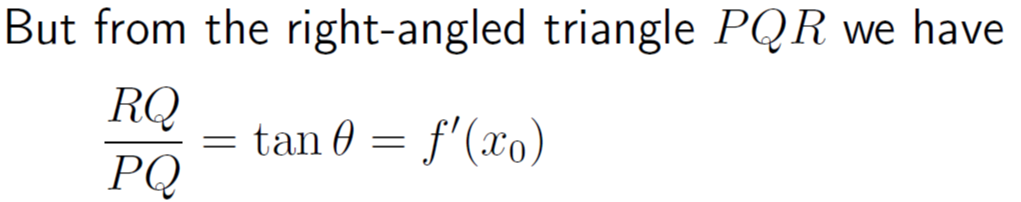 But from the right-angled triangle PQR we have
RQ/PQ = tan θ = f′(x₀)